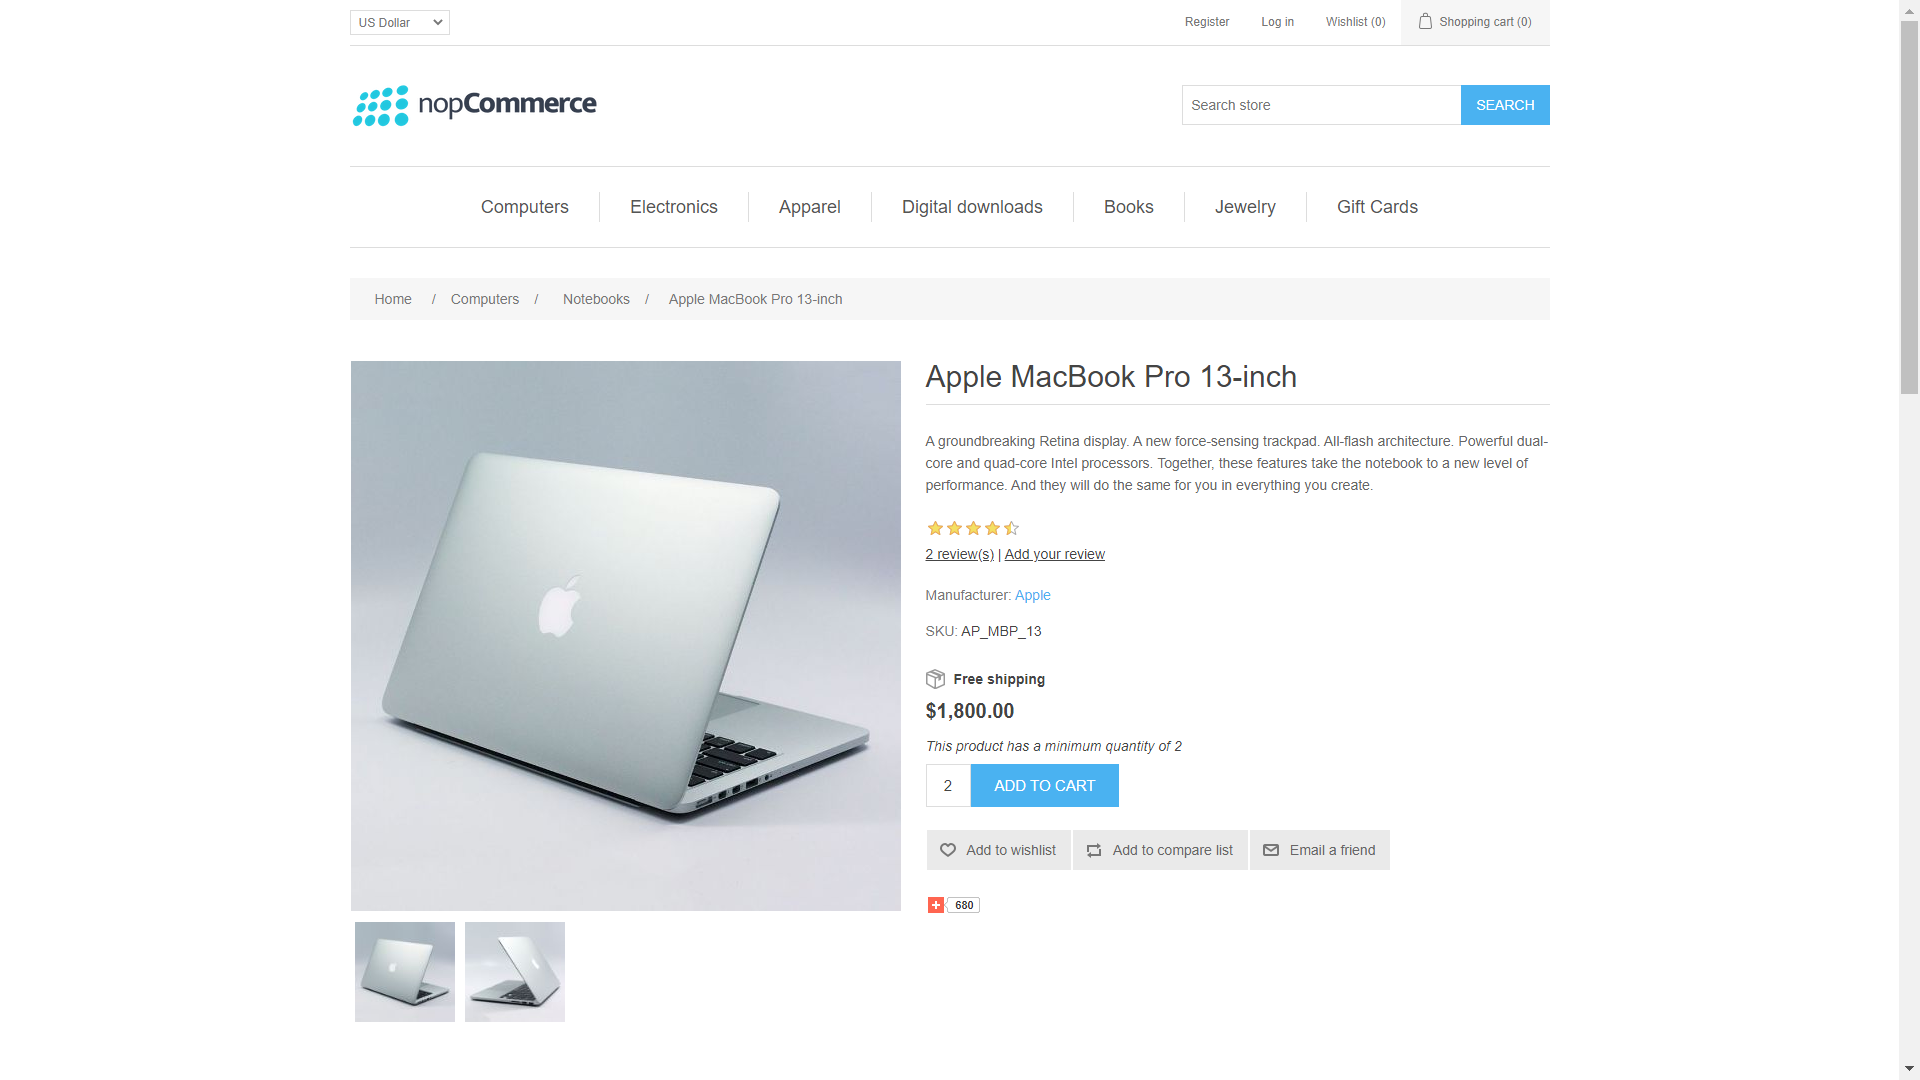 US Dollar
Register
Log in
Wishlist (0)
Shopping cart (0)
nopCommerce
Search store
SEARCH
Computers
Electronics
Apparel
Digital downloads
Books
Jewelry
Gift Cards
Home / Computers / Notebooks / Apple MacBook Pro 13-inch
Apple MacBook Pro 13-inch
A groundbreaking Retina display. A new force-sensing trackpad. All-flash architecture. Powerful dual-
core and quad-core Intel processors. Together, these features take the notebook to a new level of
performance. And they will do the same for you in everything you create.
2 review(s) | Add your review
Manufacturer: Apple
SKU: AP_MBP_13
Free shipping
$1,800.00
This product has a minimum quantity of 2
2
ADD TO CART
Add to wishlist
Add to compare list
Email a friend
680